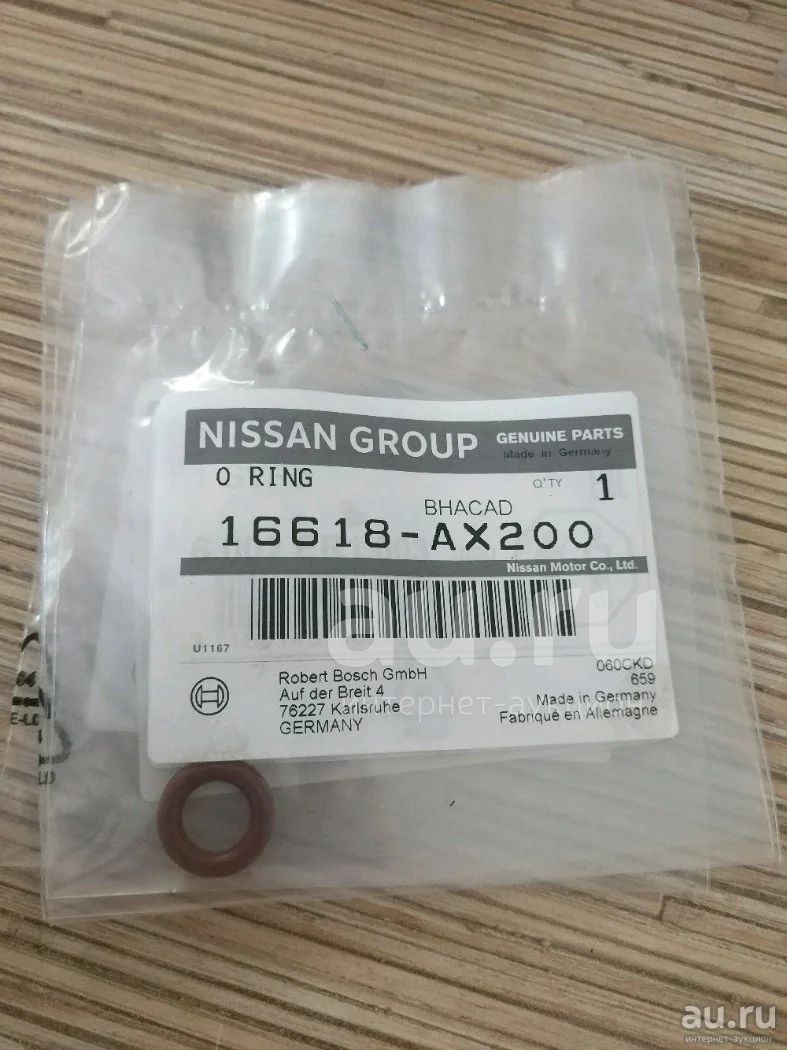 NISSAN GROUP GENUINE PARTS
Made in Germany
O RING Q'TY 1
BHACAD
16618-AX200
Nissan Motor Co., Ltd.
U1167
Robert Bosch GmbH
Auf der Breit 4
76227 Karlsruhe
GERMANY
060CKD
659
Made in Germany
Fabriqué en Allemagne
au.ru
интернет-аукцион
au.ru
интернет-аукцион